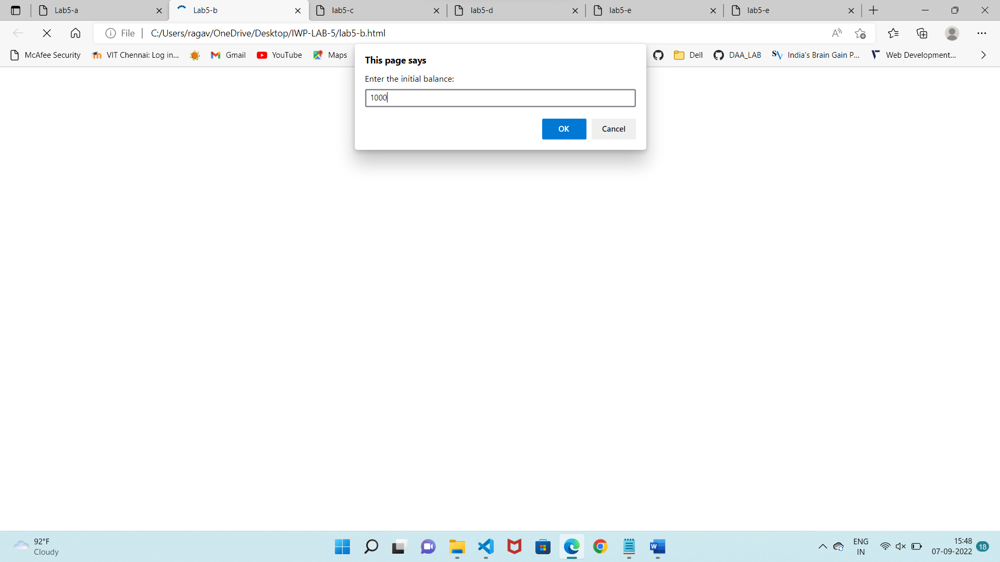 Lab5-a
Lab5-b
lab5-c
lab5-d
lab5-e
lab5-e
File
C:/Users/ragav/OneDrive/Desktop/IWP-LAB-5/lab5-b.html
McAfee Security
VIT Chennai: Log in...
Gmail
YouTube
Maps
Dell
DAA_LAB
India's Brain Gain P...
Web Development...
This page says
Enter the initial balance:
1000
OK
Cancel
92°F
Cloudy
ENG
IN
15:48
07-09-2022
18